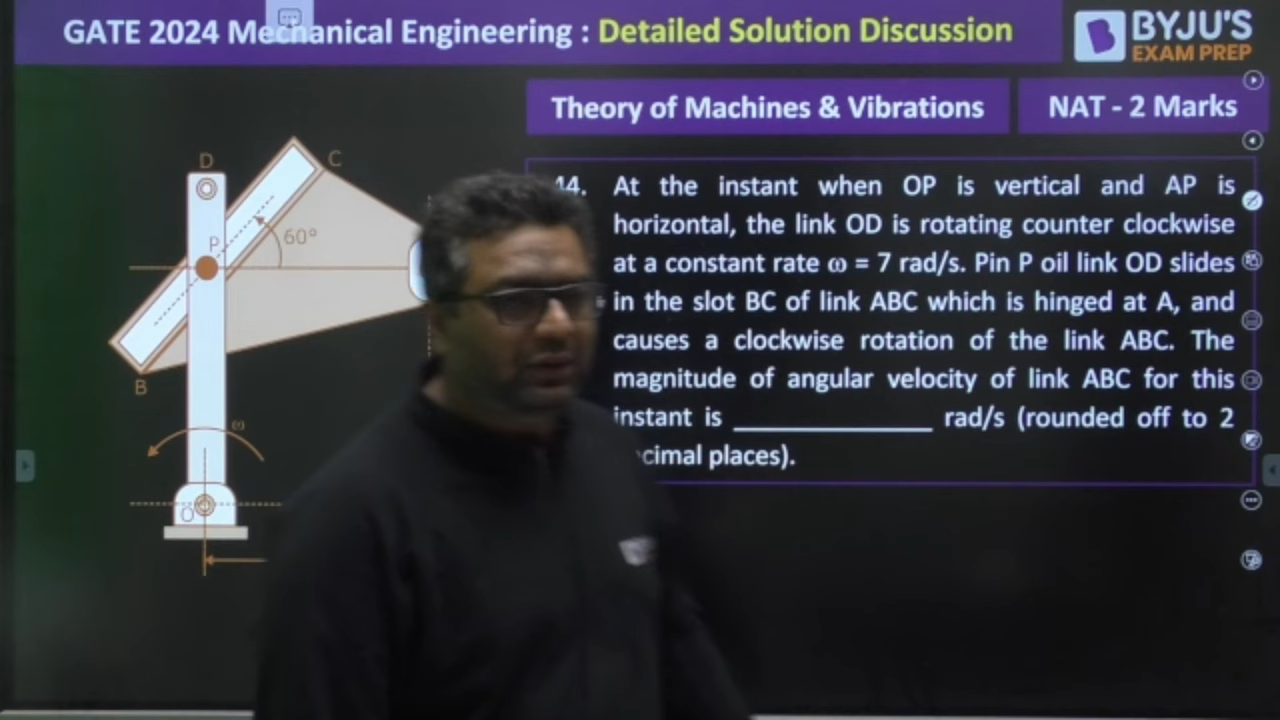 GATE 2024 Mechanical Engineering : Detailed Solution Discussion
BYJU'S
EXAM PREP
Theory of Machines & Vibrations
NAT - 2 Marks
44. At the instant when OP is vertical and AP is
horizontal, the link OD is rotating counter clockwise
at a constant rate ω = 7 rad/s. Pin P oil link OD slides
in the slot BC of link ABC which is hinged at A, and
causes a clockwise rotation of the link ABC. The
magnitude of angular velocity of link ABC for this
instant is ____________ rad/s (rounded off to 2
cimal places).
D
C
P
60°
B
ω
O